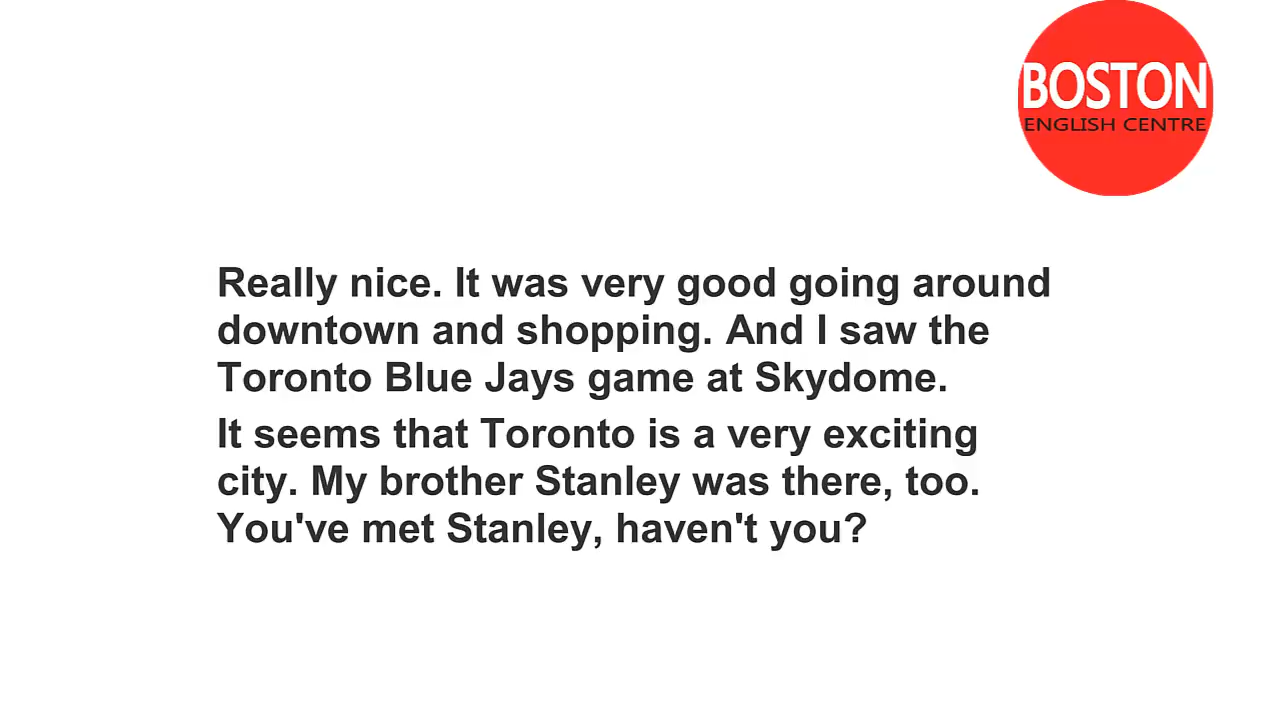 BOSTON
ENGLISH CENTRE
Really nice. It was very good going around
downtown and shopping. And I saw the
Toronto Blue Jays game at Skydome.
It seems that Toronto is a very exciting
city. My brother Stanley was there, too.
You've met Stanley, haven't you?